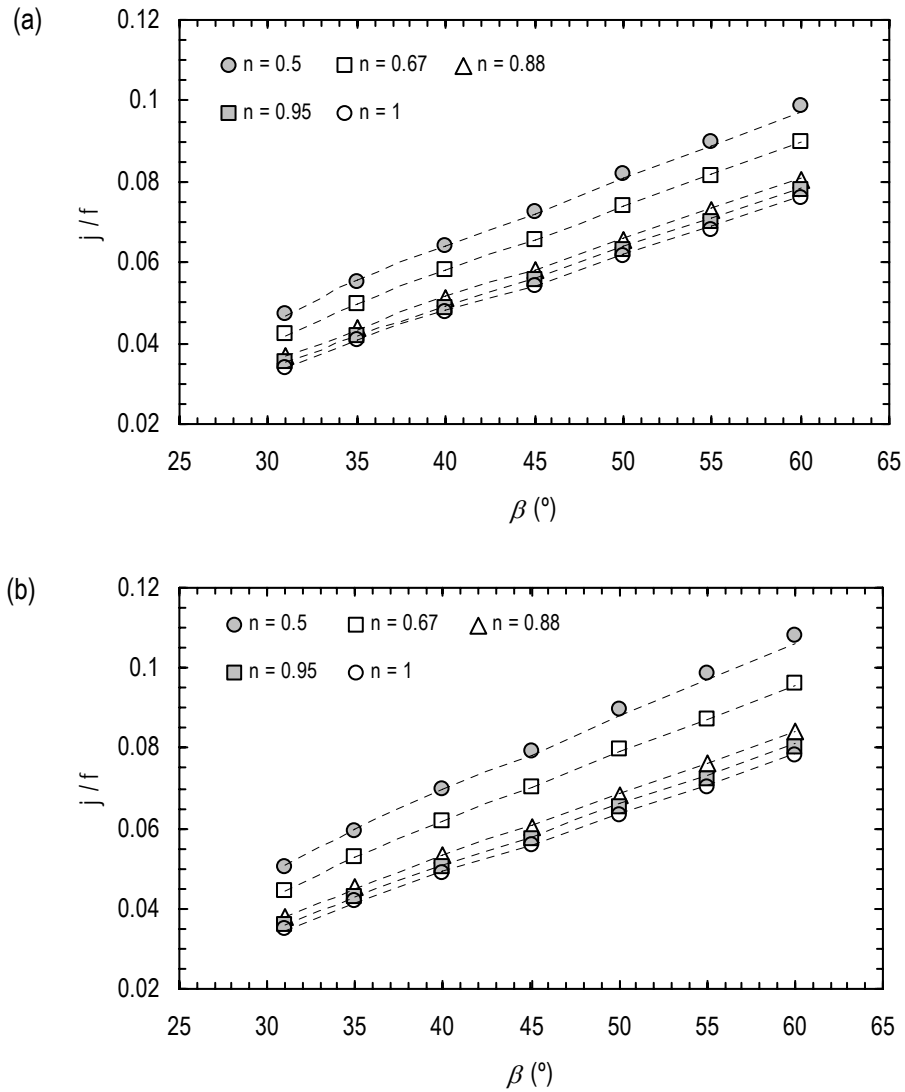 (a)
j / f
0.12
0.1
0.08
0.06
0.04
0.02
n = 0.5 n = 0.67 n = 0.88
n = 0.95 n = 1
25 30 35 40 45 50 55 60 65
β (º)
(b)
j / f
0.12
0.1
0.08
0.06
0.04
0.02
n = 0.5 n = 0.67 n = 0.88
n = 0.95 n = 1
25 30 35 40 45 50 55 60 65
β (º)